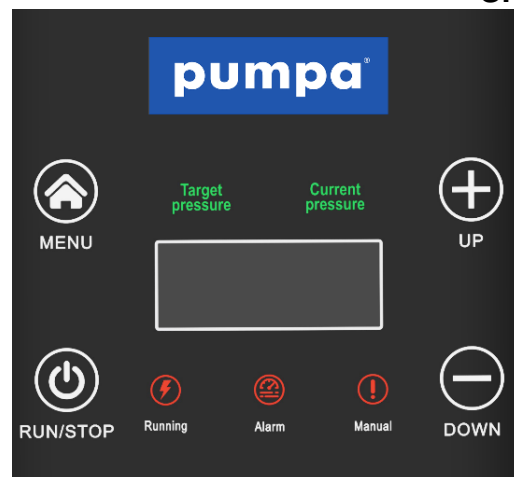 pumpa®
Target pressure
Current pressure
MENU
UP
RUN/STOP
Running
Alarm
Manual
DOWN